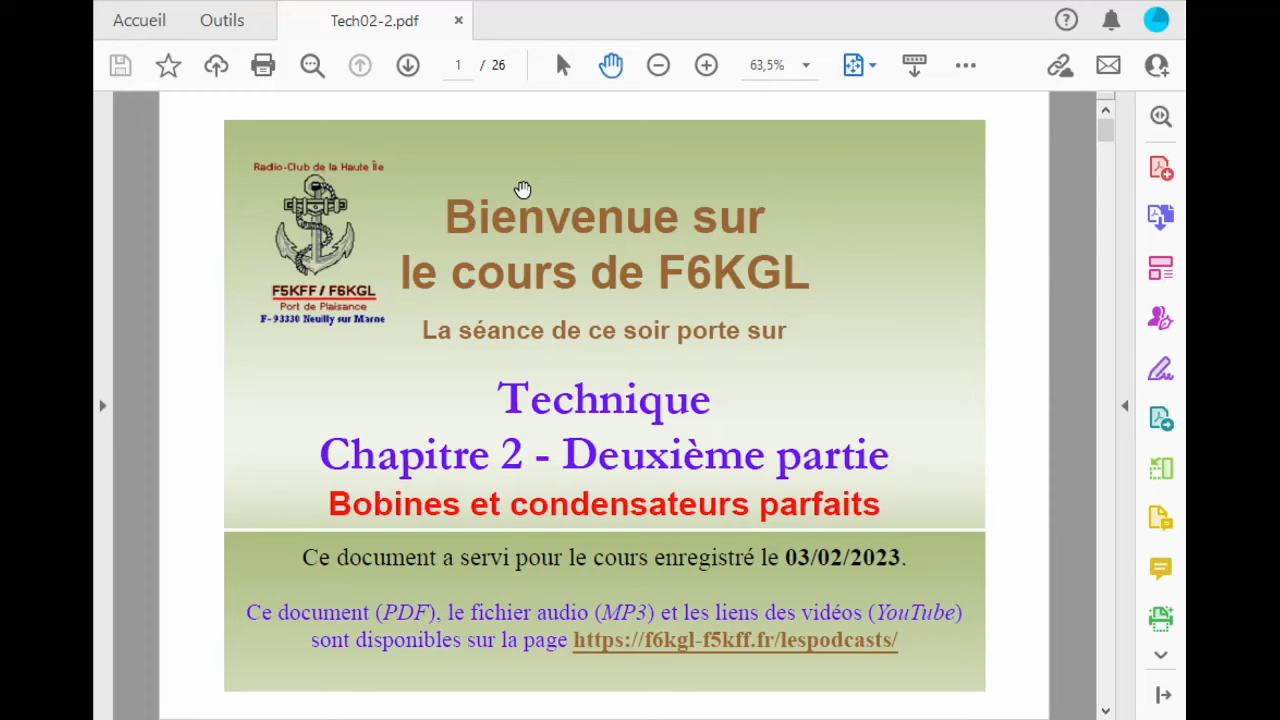 Accueil
Outils
Tech02-2.pdf
1 / 26
63,5%
Radio-Club de la Haute Île
F5KFF / F6KGL
Port de Plaisance
F-93330 Neuilly sur Marne
Bienvenue sur
le cours de F6KGL
La séance de ce soir porte sur
Technique
Chapitre 2 - Deuxième partie
Bobines et condensateurs parfaits
Ce document a servi pour le cours enregistré le 03/02/2023.
Ce document (PDF), le fichier audio (MP3) et les liens des vidéos (YouTube)
sont disponibles sur la page https://f6kgl-f5kff.fr/lespodcasts/